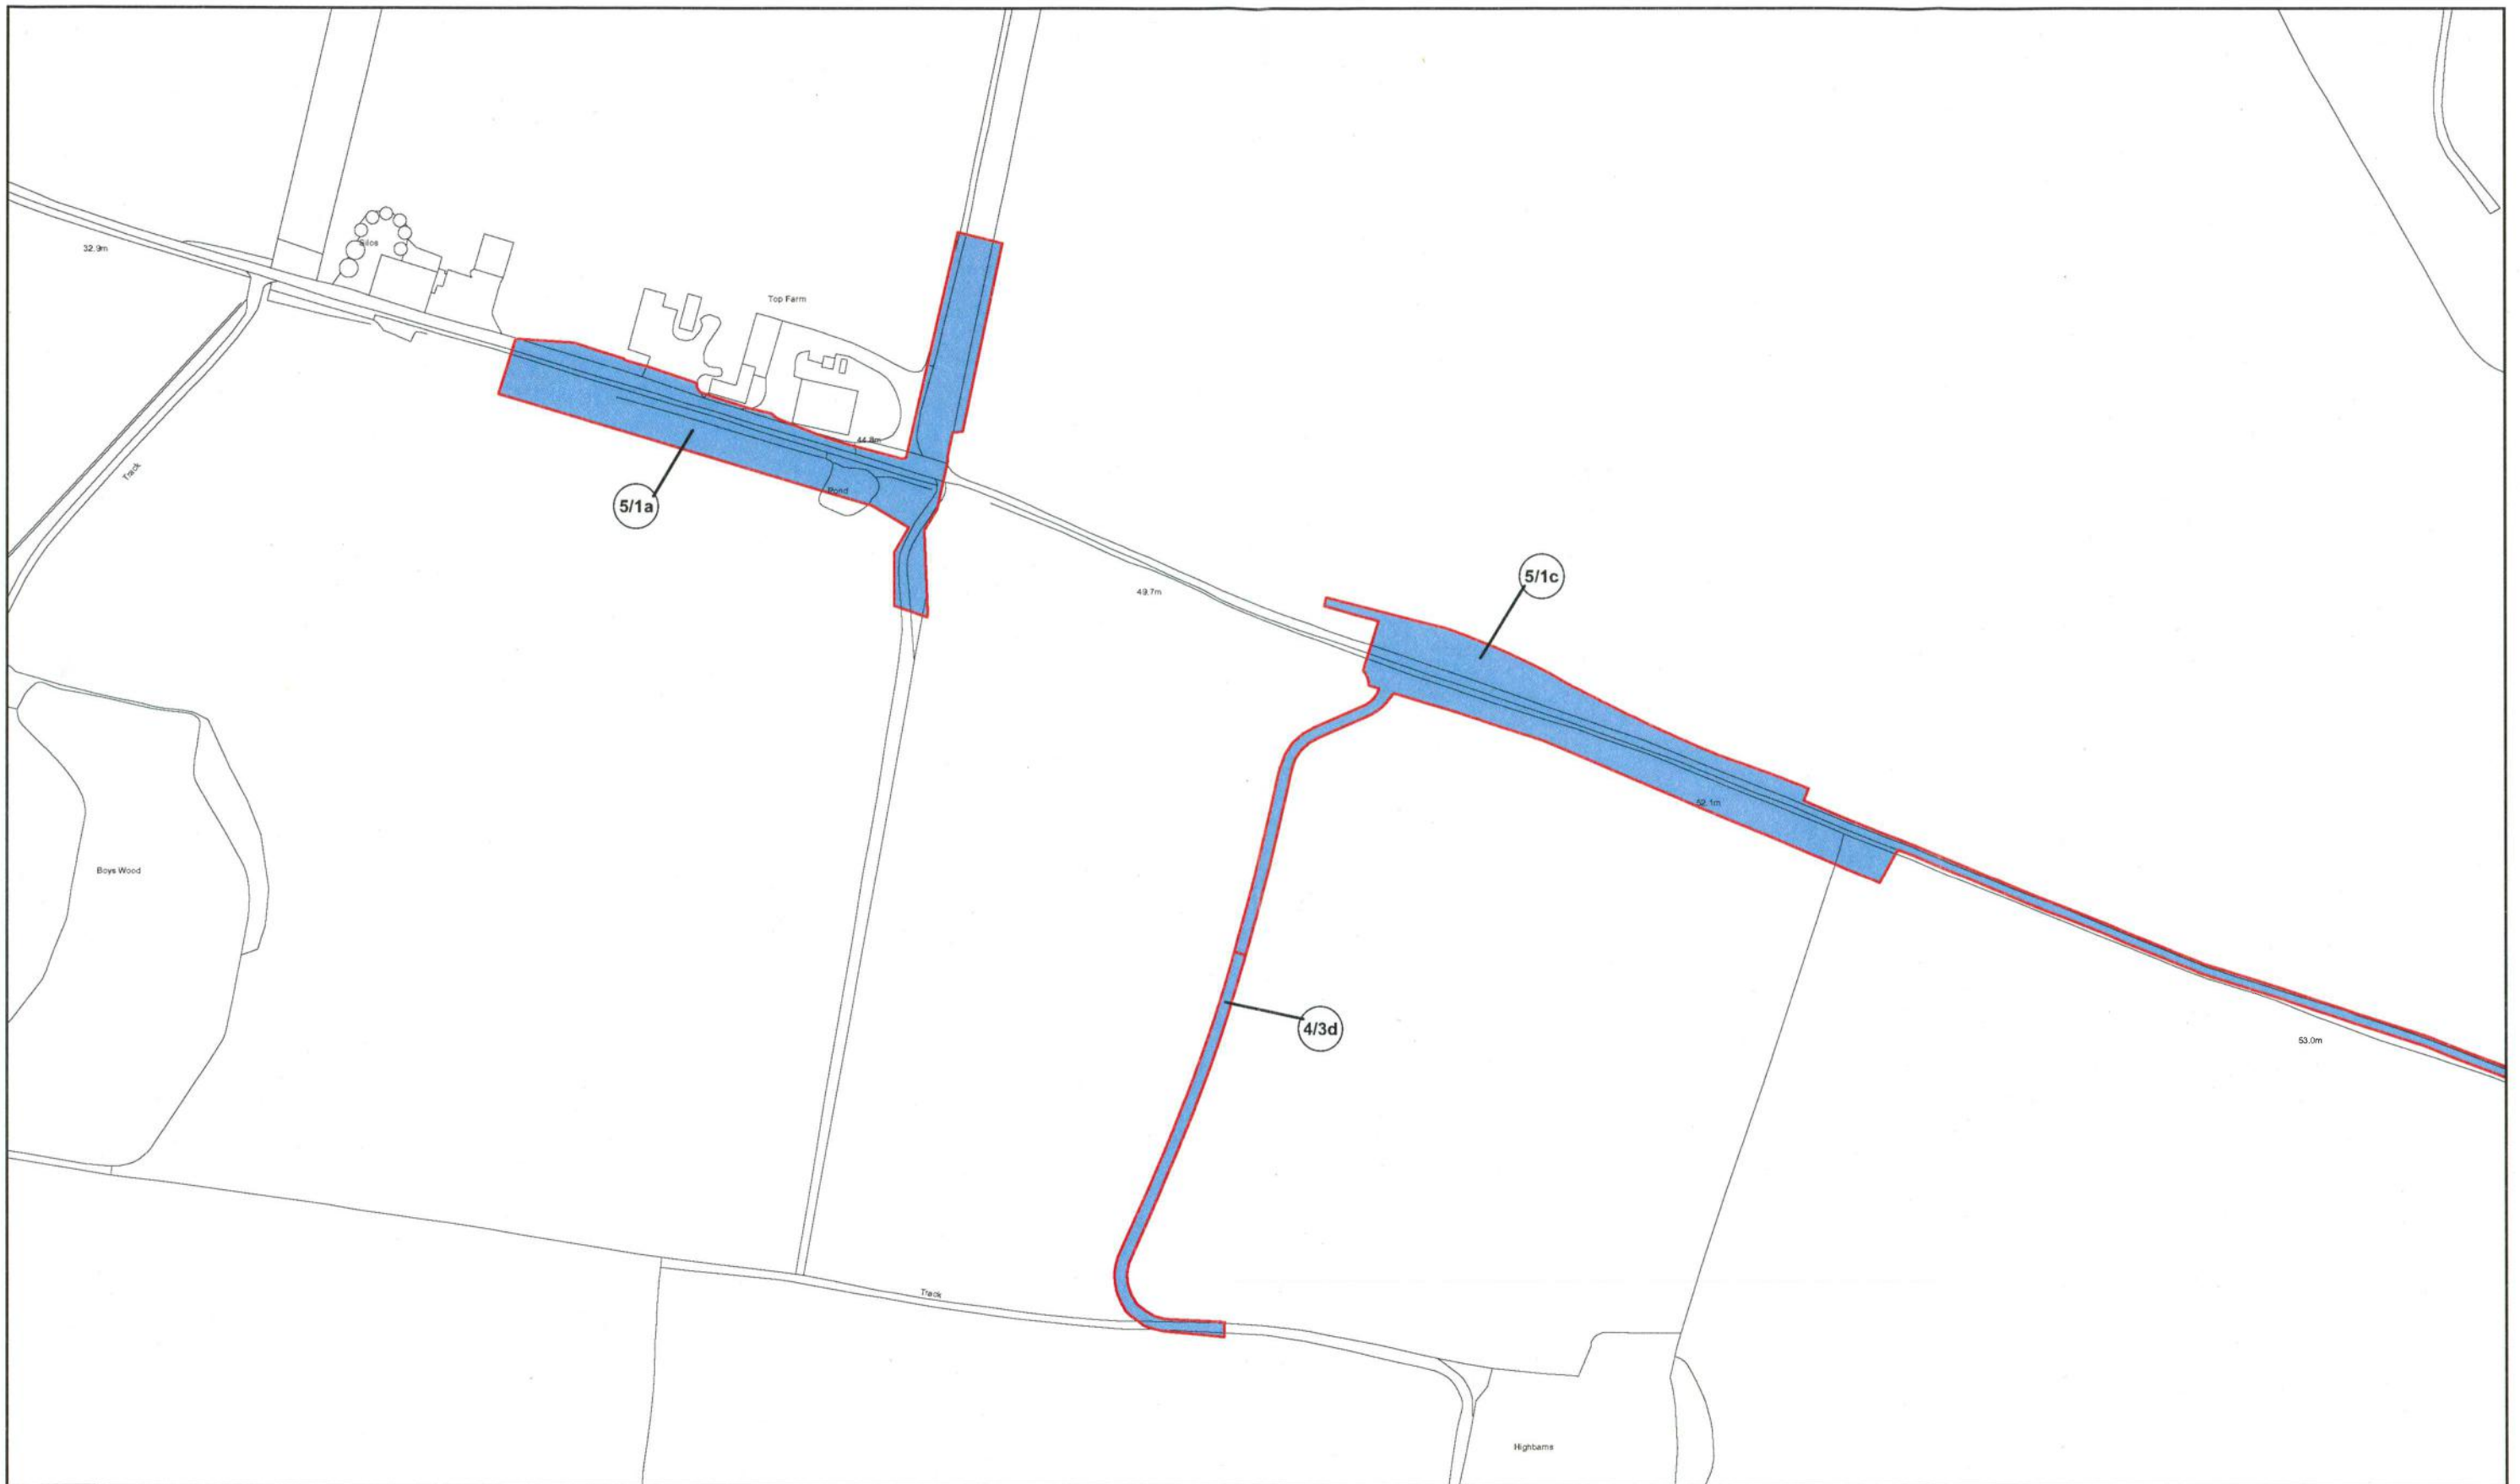 32.9m
Silos
Top Farm
44.8m
Track
Pond
5/1a
5/1c
49.7m
52.1m
Boys Wood
4/3d
53.0m
Track
Highbarns